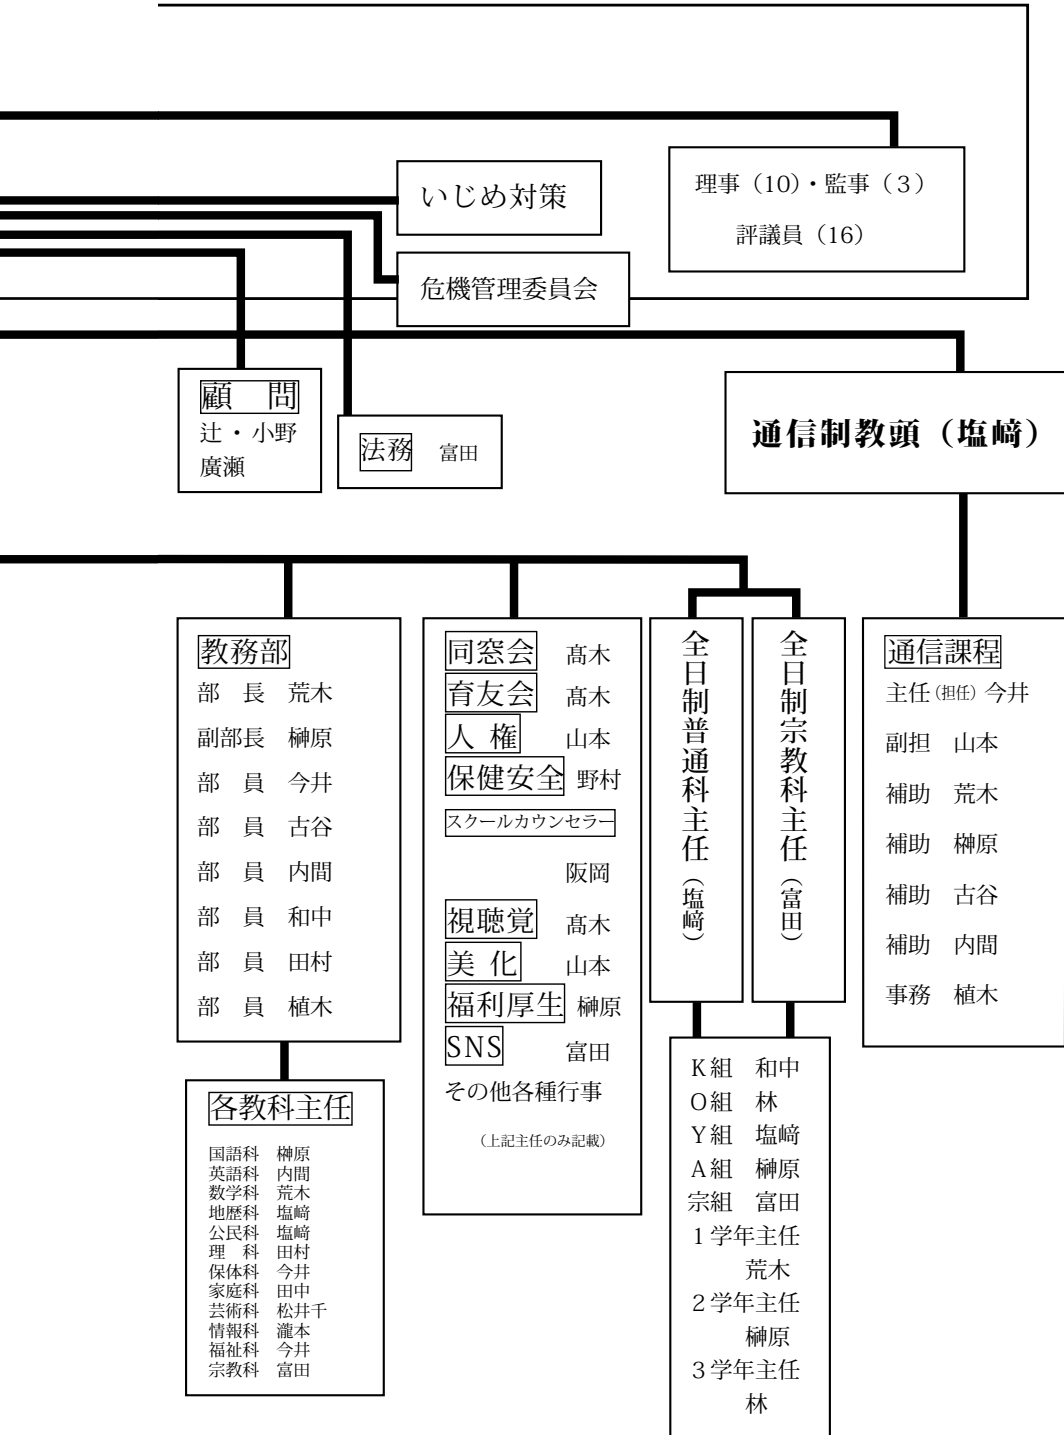 いじめ対策
理事（10）・監事（３）
評議員（16）
危機管理委員会
顧　問
辻・小野
廣瀬
法務　富田
通信制教頭（塩﨑）
教務部
部　長　荒木
副部長　榊原
部　員　今井
部　員　古谷
部　員　内間
部　員　和中
部　員　田村
部　員　植木
各教科主任
国語科　榊原
英語科　内間
数学科　荒木
地歴科　塩﨑
公民科　塩﨑
理　科　田村
保体科　今井
家庭科　田中
芸術科　松井千
情報科　瀧本
福祉科　今井
宗教科　富田
同窓会　髙木
育友会　髙木
人 権　山本
保健安全　野村
スクールカウンセラー
阪岡
視聴覚　髙木
美 化　山本
福利厚生　榊原
SNS　富田
その他各種行事
（上記主任のみ記載）
全日制普通科主任（塩﨑）
全日制宗教科主任（富田）
K組　和中
O組　林
Y組　塩﨑
A組　榊原
宗組　富田
１学年主任
荒木
２学年主任
榊原
３学年主任
林
通信課程
主任（担任）今井
副担　山本
補助　荒木
補助　榊原
補助　古谷
補助　内間
事務　植木